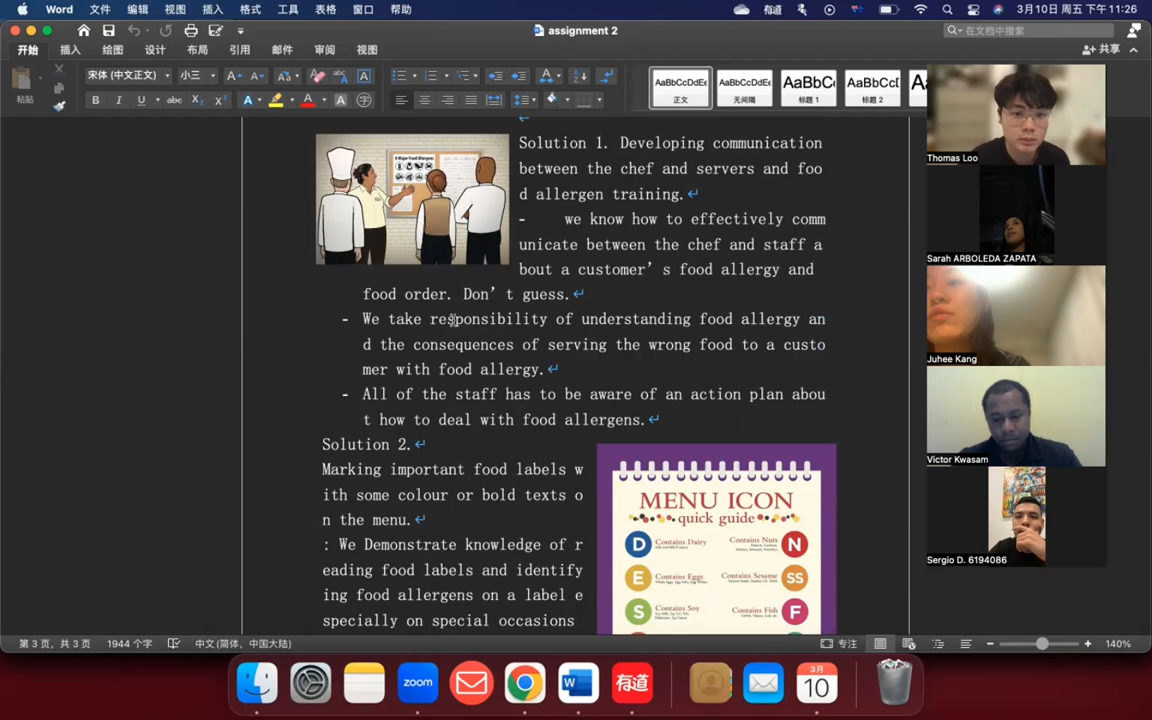 Word 文件 编辑 视图 插入 格式 工具 表格 窗口 帮助 有道 3月10日 周五 下午11:26
assignment 2
在文档中搜索
开始 插入 绘图 设计 布局 引用 邮件 审阅 视图
共享
粘贴
宋体 (中文正文) 小三
AaBbCcDdEe AaBbCcDdEe AaBbC AaBbCcD AaB
正文 无间隔 标题 1 标题 2
Solution 1. Developing communication
between the chef and servers and foo
d allergen training.
- we know how to effectively comm
unicate between the chef and staff a
bout a customer’s food allergy and
food order. Don’t guess.
- We take responsibility of understanding food allergy an
d the consequences of serving the wrong food to a custo
mer with food allergy.
- All of the staff has to be aware of an action plan abou
t how to deal with food allergens.
Solution 2.
Marking important food labels w
ith some colour or bold texts o
n the menu.
: We Demonstrate knowledge of r
eading food labels and identify
ing food allergens on a label e
specially on special occasions
MENU ICON
quick guide
D Contains Dairy
Contains Nuts N
E Contains Eggs
Contains Sesame SS
S Contains Soy
Contains Fish F
Thomas Loo
Sarah ARBOLEDA ZAPATA
Juhee Kang
Victor Kwasam
Sergio D. 6194086
第 3 页，共 3 页 1944 个字 中文(简体，中国大陆) 专注 140%
zoom W 有道 3月 10